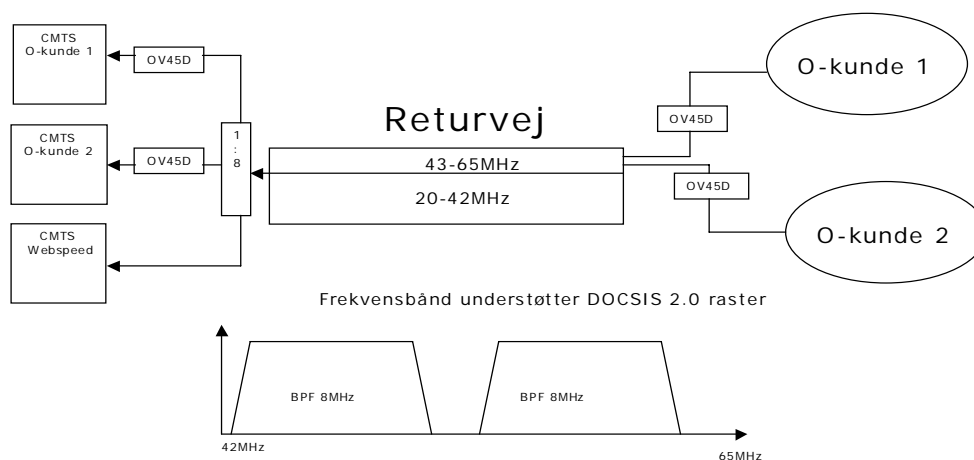 CMTS
O-kunde 1
OV45D
O-kunde 1
Returvej
OV45D
1
:
8
CMTS
O-kunde 2
OV45D
43-65MHz
20-42MHz
OV45D
CMTS
Webspeed
O-kunde 2
Frekvensbånd understøtter DOCSIS 2.0 raster
BPF 8MHz
BPF 8MHz
42MHz
65MHz